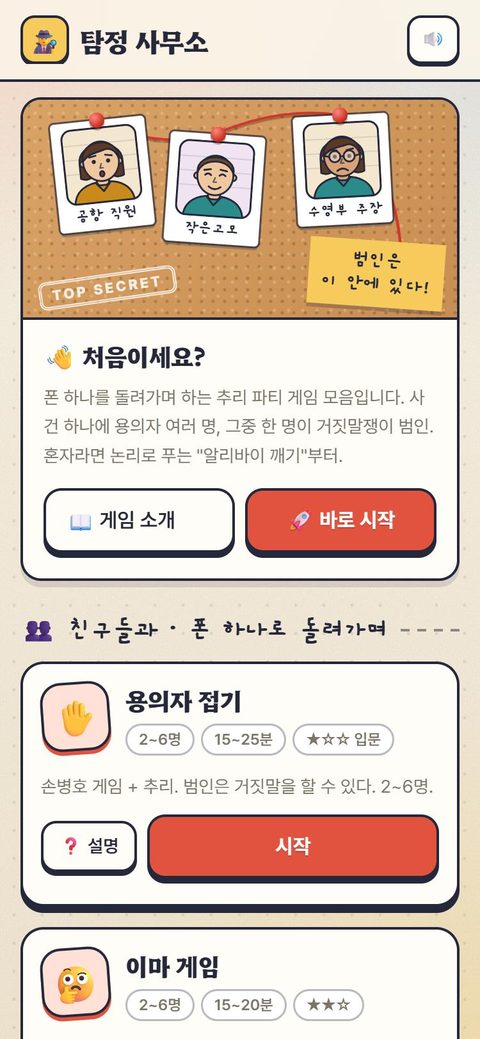 탐정 사무소
공항 직원
작은고모
수영부 주장
범인은
이 안에 있다!
TOP SECRET
처음이세요?
폰 하나를 돌려가며 하는 추리 파티 게임 모음입니다. 사
건 하나에 용의자 여러 명, 그중 한 명이 거짓말쟁이 범인.
혼자라면 논리로 푸는 "알리바이 깨기"부터.
게임 소개
바로 시작
친구들과 · 폰 하나로 돌려가며
용의자 접기
2~6명 15~25분 ★☆☆ 입문
손병호 게임 + 추리. 범인은 거짓말을 할 수 있다. 2~6명.
설명
시작
이마 게임
2~6명 15~20분 ★★☆